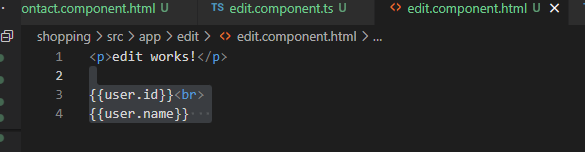 ontact.component.html U
TS edit.component.ts U
<> edit.component.html U ×
shopping > src > app > edit > <> edit.component.html > ...
1 <p>edit works!</p>
2
3 {{user.id}}<br>
4 {{user.name}}